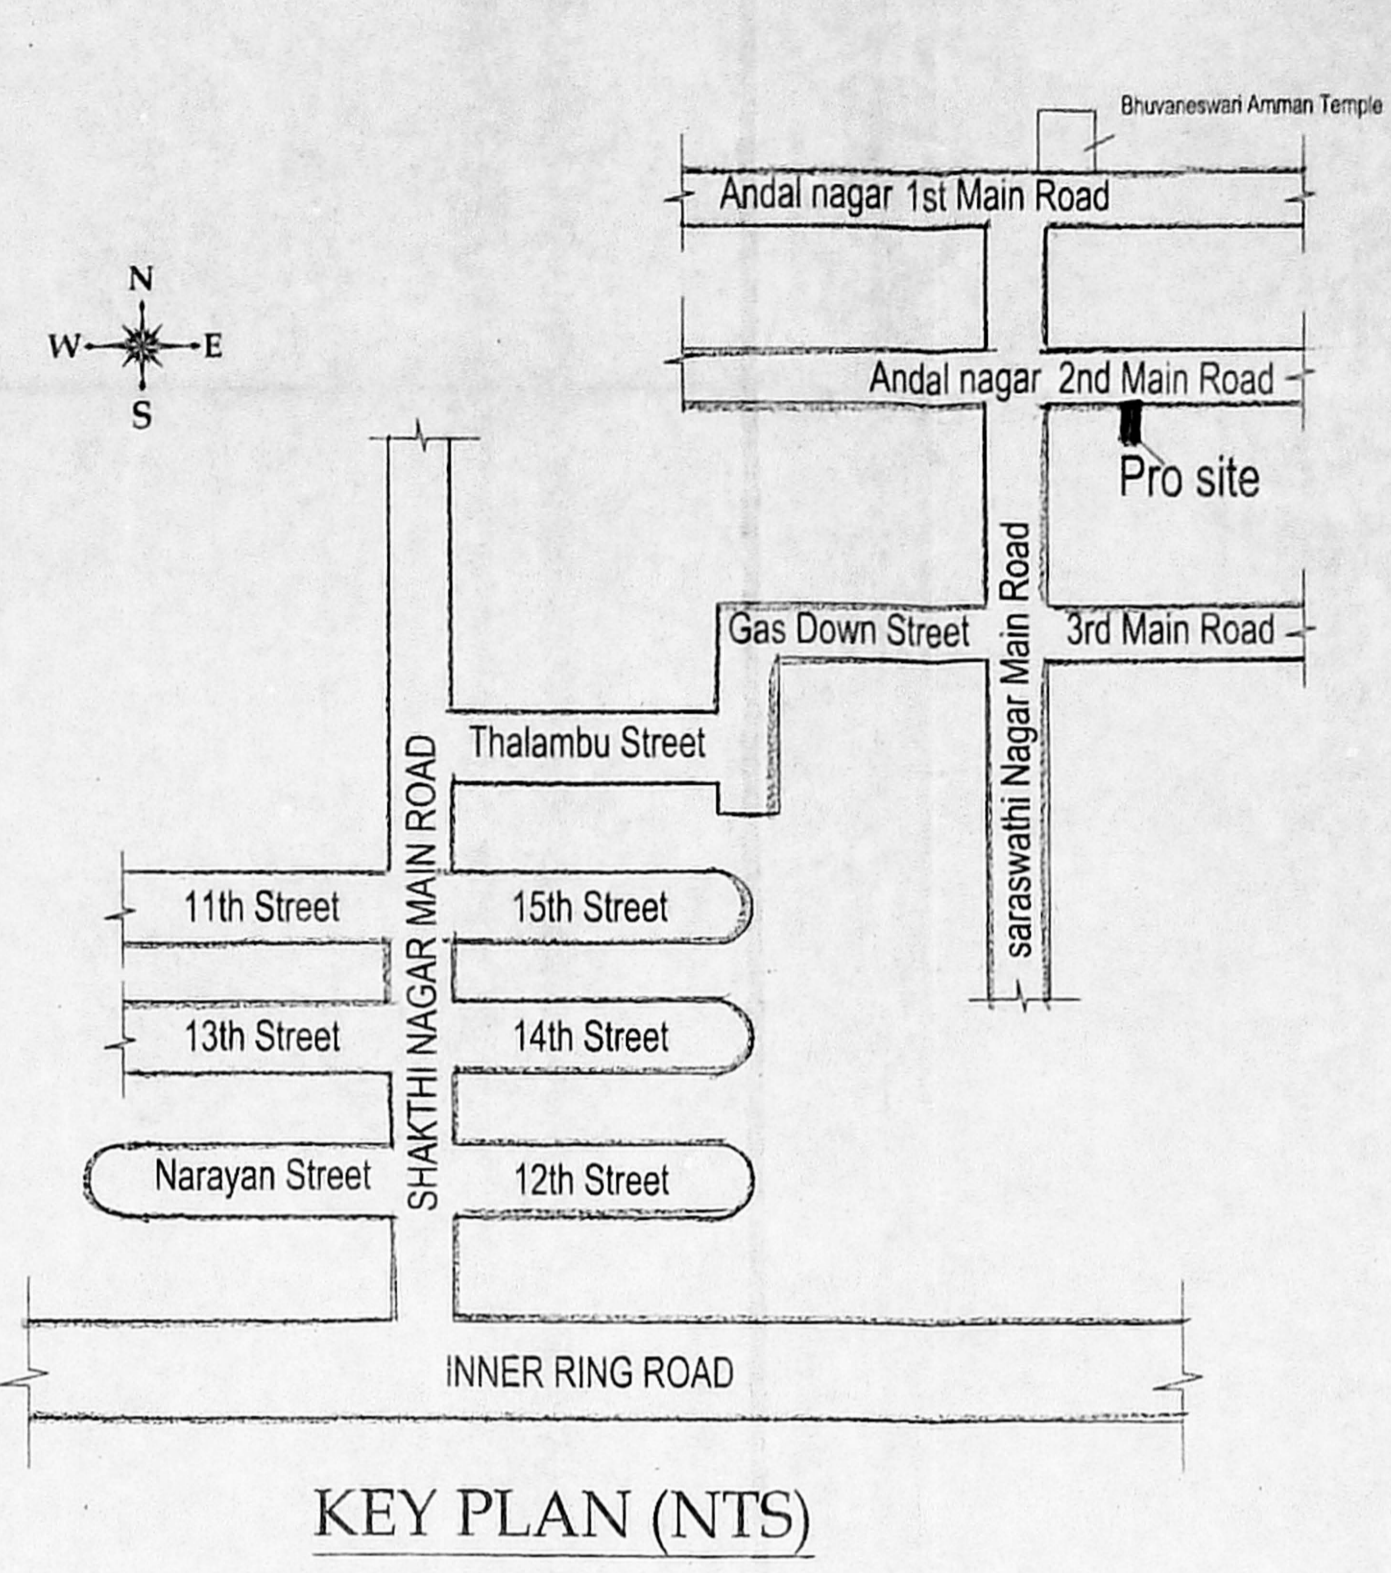 Bhuvaneswari Amman Temple
Andal nagar 1st Main Road
N
W E
S
Andal nagar 2nd Main Road
Pro site
saraswathi Nagar Main Road
Gas Down Street
3rd Main Road
Thalambu Street
SHAKTHI NAGAR MAIN ROAD
11th Street
15th Street
13th Street
14th Street
Narayan Street
12th Street
INNER RING ROAD
KEY PLAN (NTS)